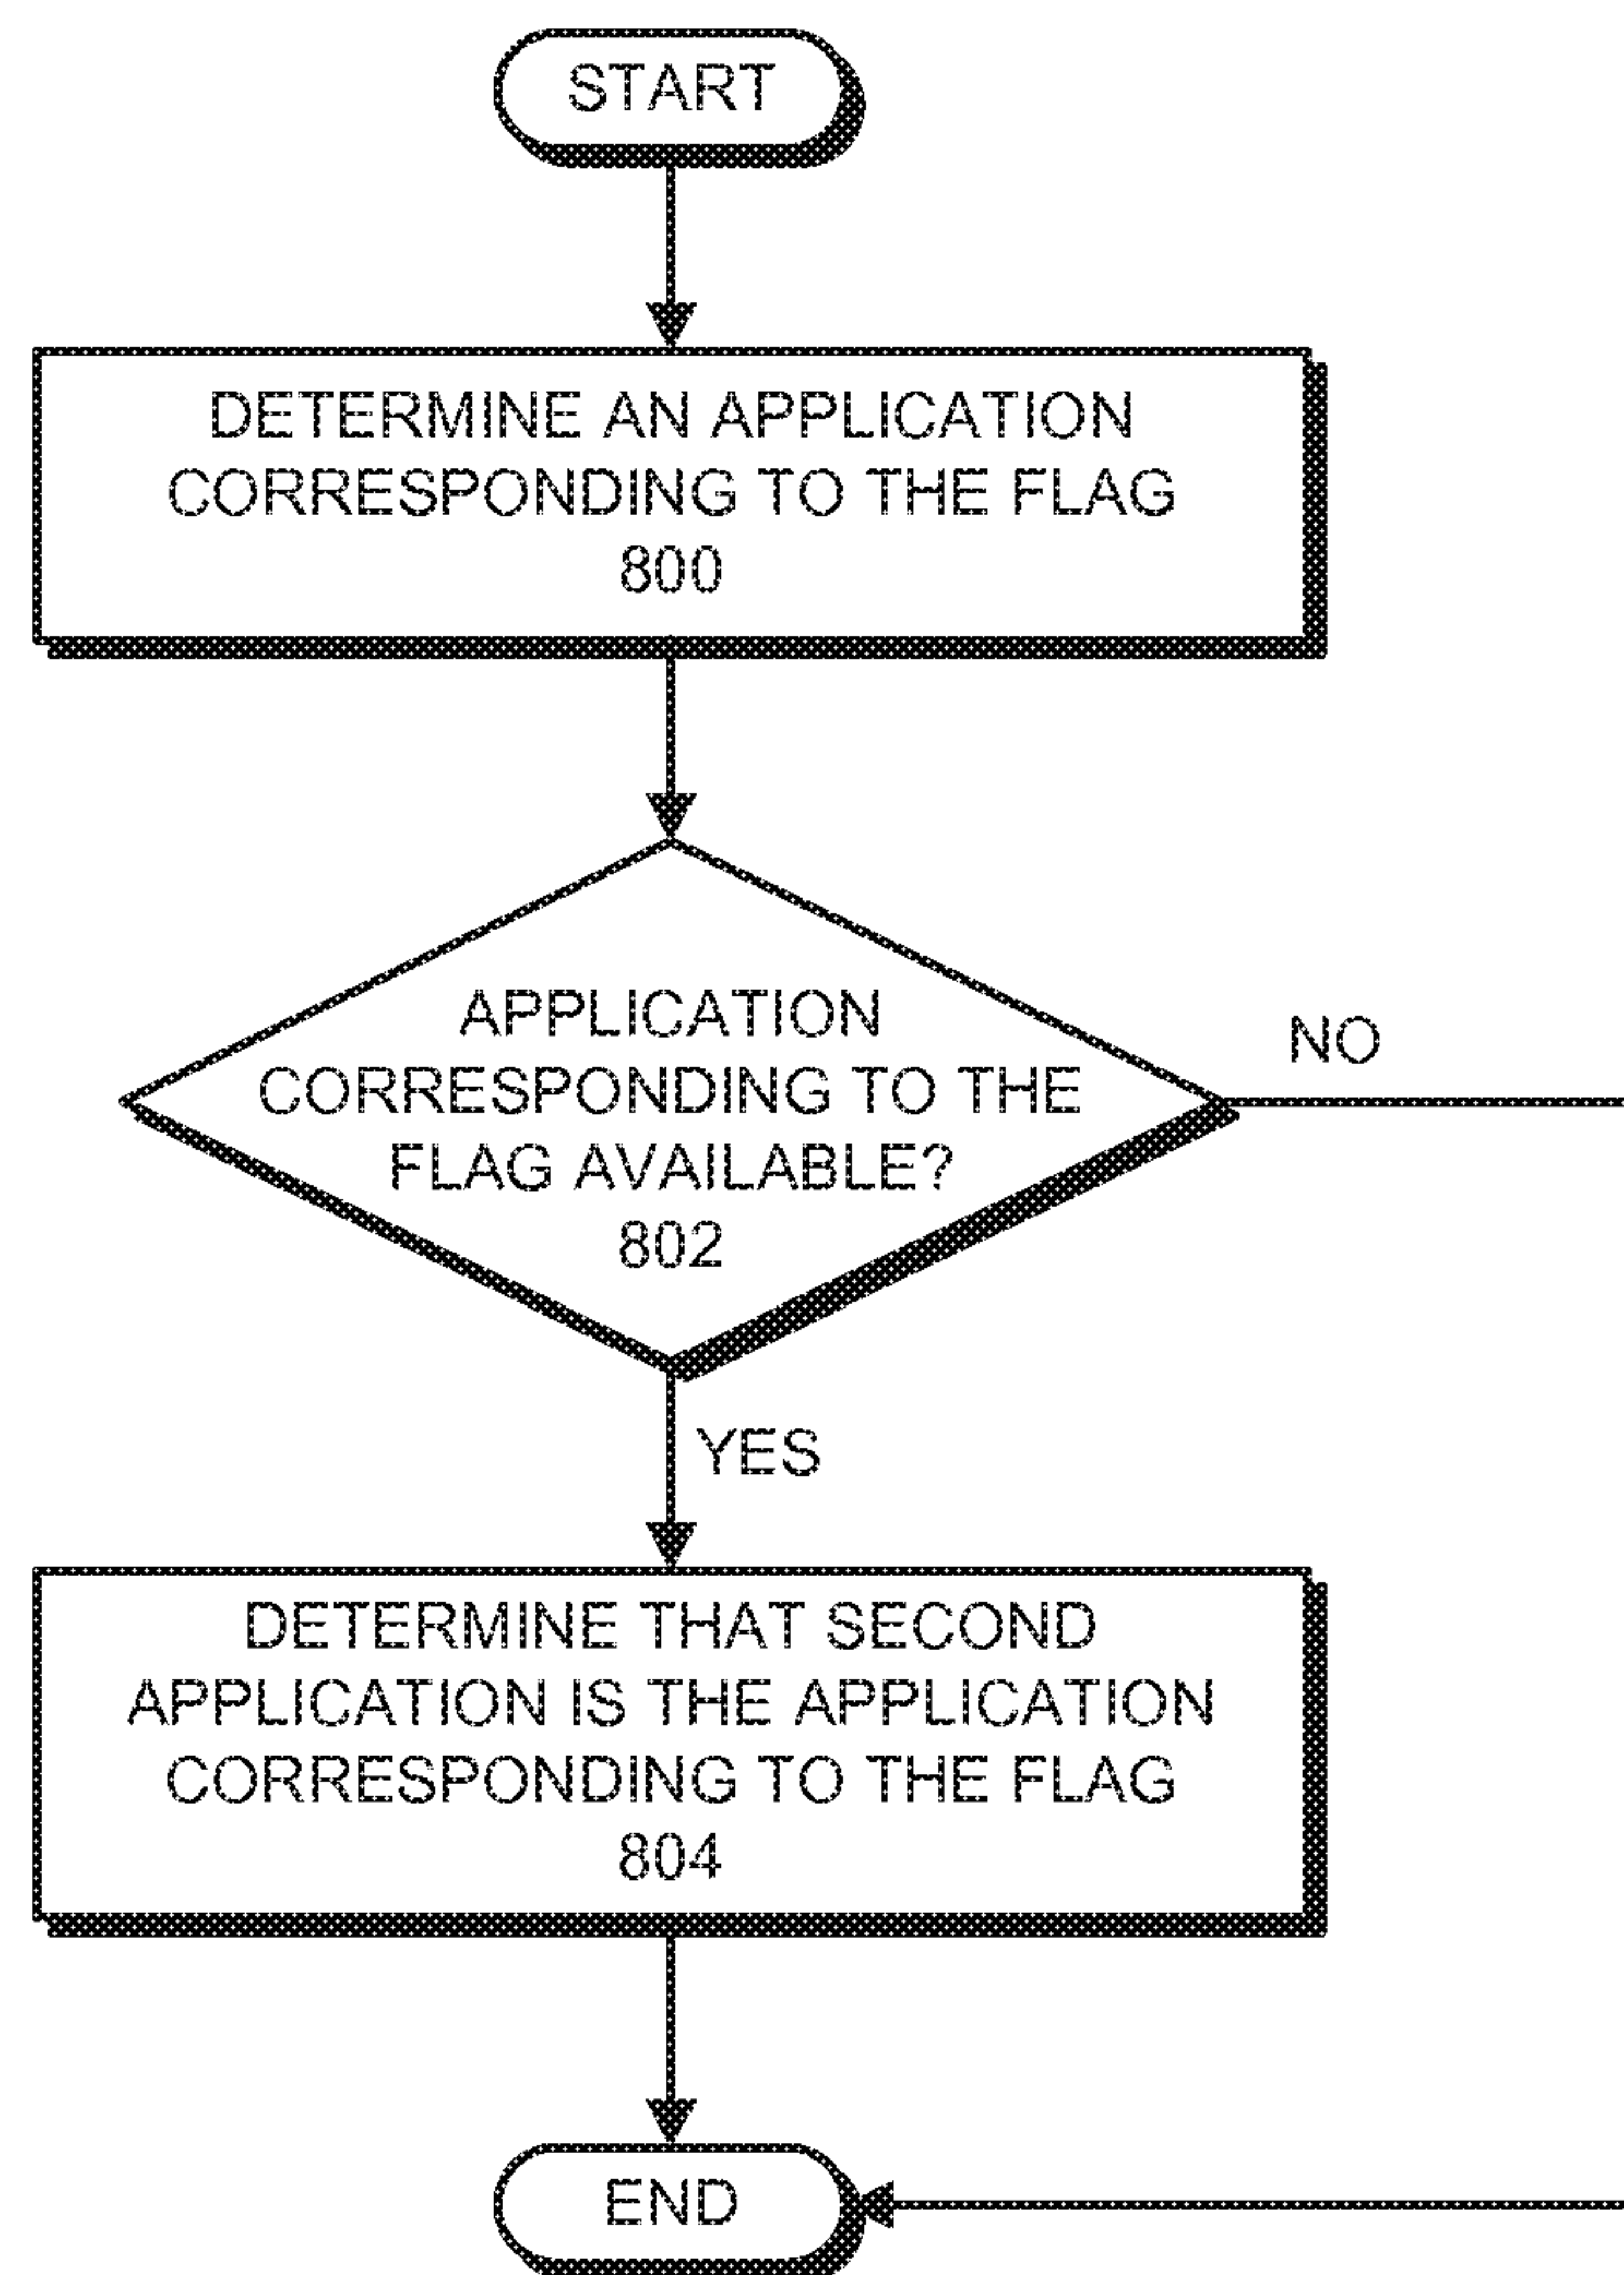 START
DETERMINE AN APPLICATION
CORRESPONDING TO THE FLAG
800
APPLICATION
CORRESPONDING TO THE
FLAG AVAILABLE?
802
NO
YES
DETERMINE THAT SECOND
APPLICATION IS THE APPLICATION
CORRESPONDING TO THE FLAG
804
END